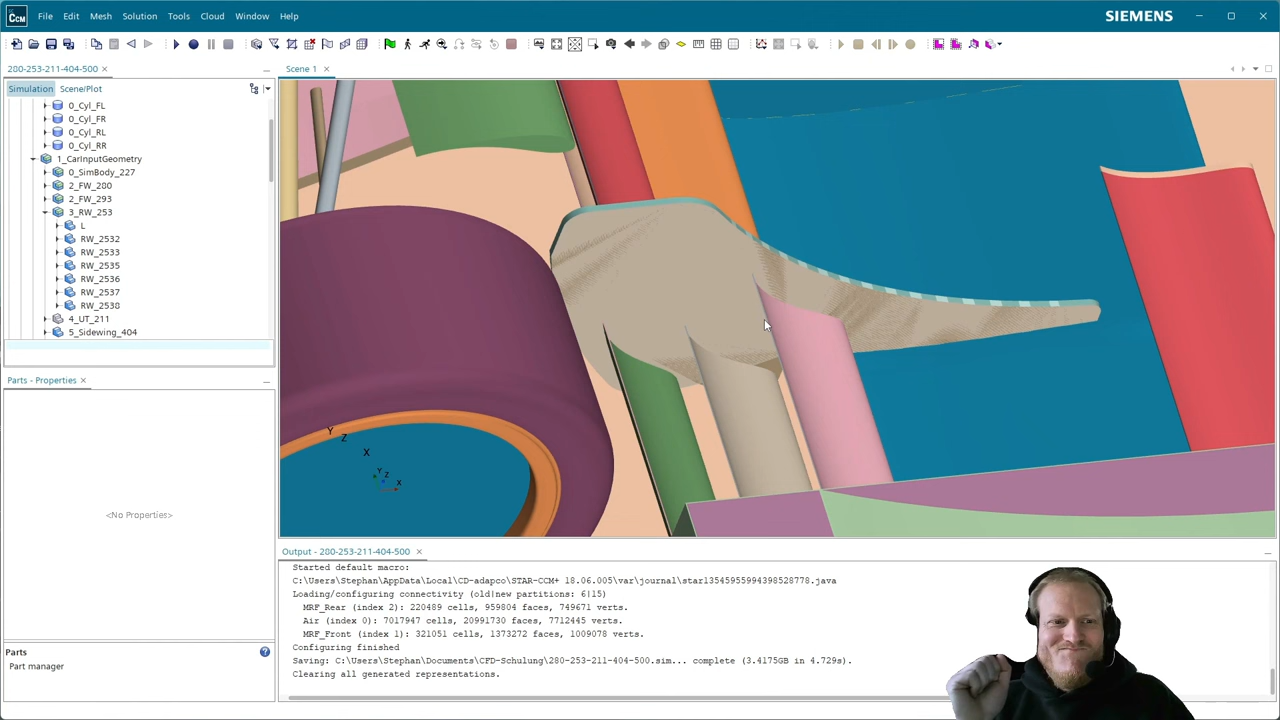 CCM File Edit Mesh Solution Tools Cloud Window Help SIEMENS
280-253-211-404-500
Scene 1
Simulation Scene/Plot
0_Cyl_FL
0_Cyl_FR
0_Cyl_RL
0_Cyl_RR
1_CarInputGeometry
0_SimBody_227
2_FW_280
2_FW_293
3_RW_253
L
RW_2532
RW_2533
RW_2535
RW_2536
RW_2537
RW_2538
4_UT_211
5_Sidewing_404
Parts - Properties
<No Properties>
Parts
Part manager
Y
Z
X
Y
Z
X
Output - 280-253-211-404-500
Started default macro:
C:\Users\Stephan\AppData\Local\CD-adapco\STAR-CCM+ 18.06.005\var\journal\star13545955994398528778.java
Loading/configuring connectivity (old|new partitions: 6|15)
MRF_Rear (index 2): 220489 cells, 959804 faces, 749671 verts.
Air (index 0): 7017947 cells, 20991730 faces, 7712445 verts.
MRF_Front (index 1): 321051 cells, 1373272 faces, 1009078 verts.
Configuring finished
Saving: C:\Users\Stephan\Documents\CFD-Schulung\280-253-211-404-500.sim... complete (3.4175GB in 4.729s).
Clearing all generated representations.